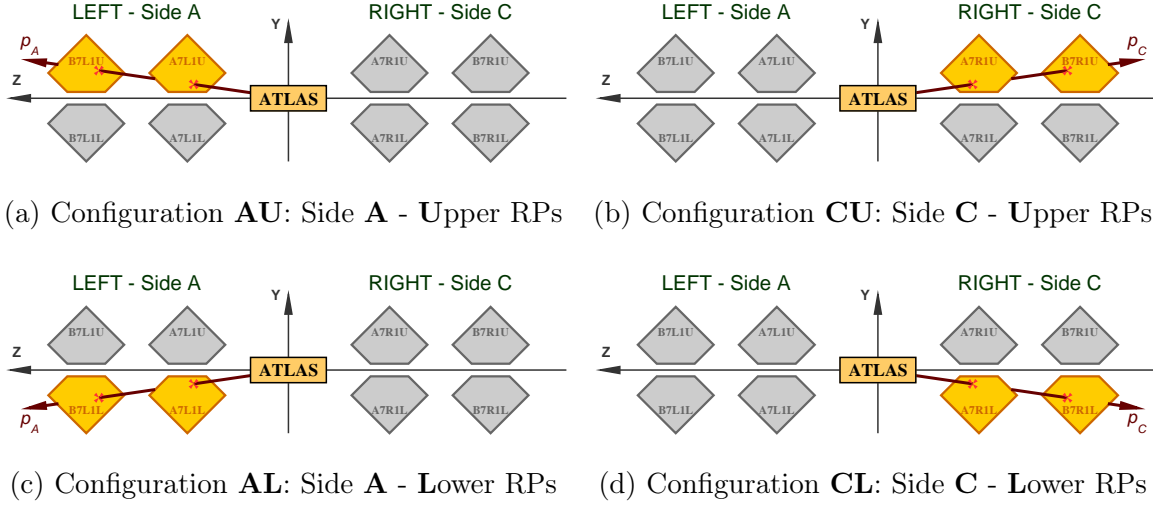 LEFT - Side A RIGHT - Side C LEFT - Side A RIGHT - Side C
Y Y
p_A B7L1U A7L1U A7R1U B7R1U B7L1U A7L1U A7R1U B7R1U p_C
Z ATLAS Z ATLAS
B7L1L A7L1L A7R1L B7R1L B7L1L A7L1L A7R1L B7R1L
(a) Configuration AU: Side A - Upper RPs (b) Configuration CU: Side C - Upper RPs
LEFT - Side A RIGHT - Side C LEFT - Side A RIGHT - Side C
Y Y
B7L1U A7L1U A7R1U B7R1U B7L1U A7L1U A7R1U B7R1U
Z ATLAS Z ATLAS
p_A B7L1L A7L1L A7R1L B7R1L B7L1L A7L1L A7R1L B7R1L p_C
(c) Configuration AL: Side A - Lower RPs (d) Configuration CL: Side C - Lower RPs